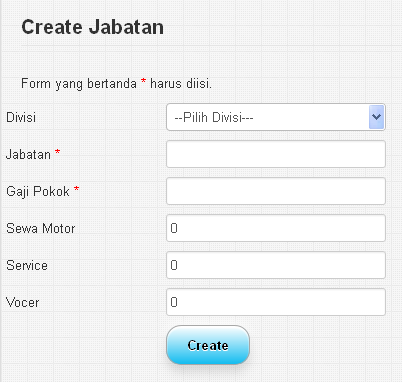 Create Jabatan
Form yang bertanda * harus diisi.
Divisi --Pilih Divisi---
Jabatan *
Gaji Pokok *
Sewa Motor 0
Service 0
Vocer 0
Create